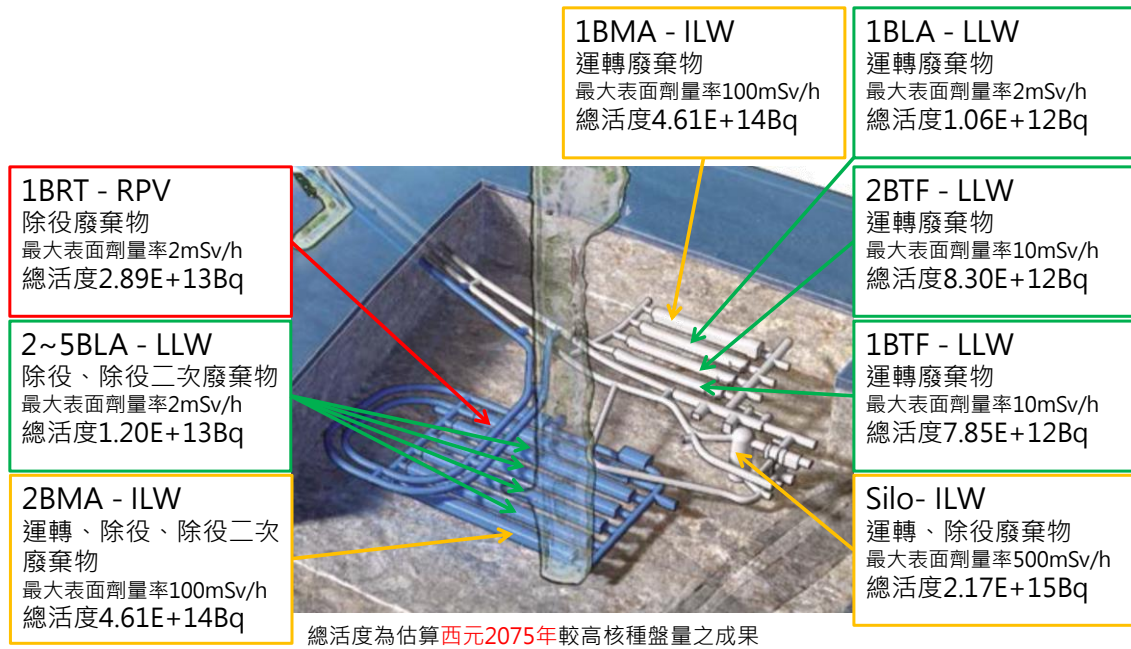 1BMA - ILW
運轉廢棄物
最大表面劑量率100mSv/h
總活度4.61E+14Bq
1BLA - LLW
運轉廢棄物
最大表面劑量率2mSv/h
總活度1.06E+12Bq
1BRT - RPV
除役廢棄物
最大表面劑量率2mSv/h
總活度2.89E+13Bq
2BTF - LLW
運轉廢棄物
最大表面劑量率10mSv/h
總活度8.30E+12Bq
2~5BLA - LLW
除役、除役二次廢棄物
最大表面劑量率2mSv/h
總活度1.20E+13Bq
1BTF - LLW
運轉廢棄物
最大表面劑量率10mSv/h
總活度7.85E+12Bq
2BMA - ILW
運轉、除役、除役二次
廢棄物
最大表面劑量率100mSv/h
總活度4.61E+14Bq
Silo- ILW
運轉、除役廢棄物
最大表面劑量率500mSv/h
總活度2.17E+15Bq
總活度為估算西元2075年較高核種盤量之成果